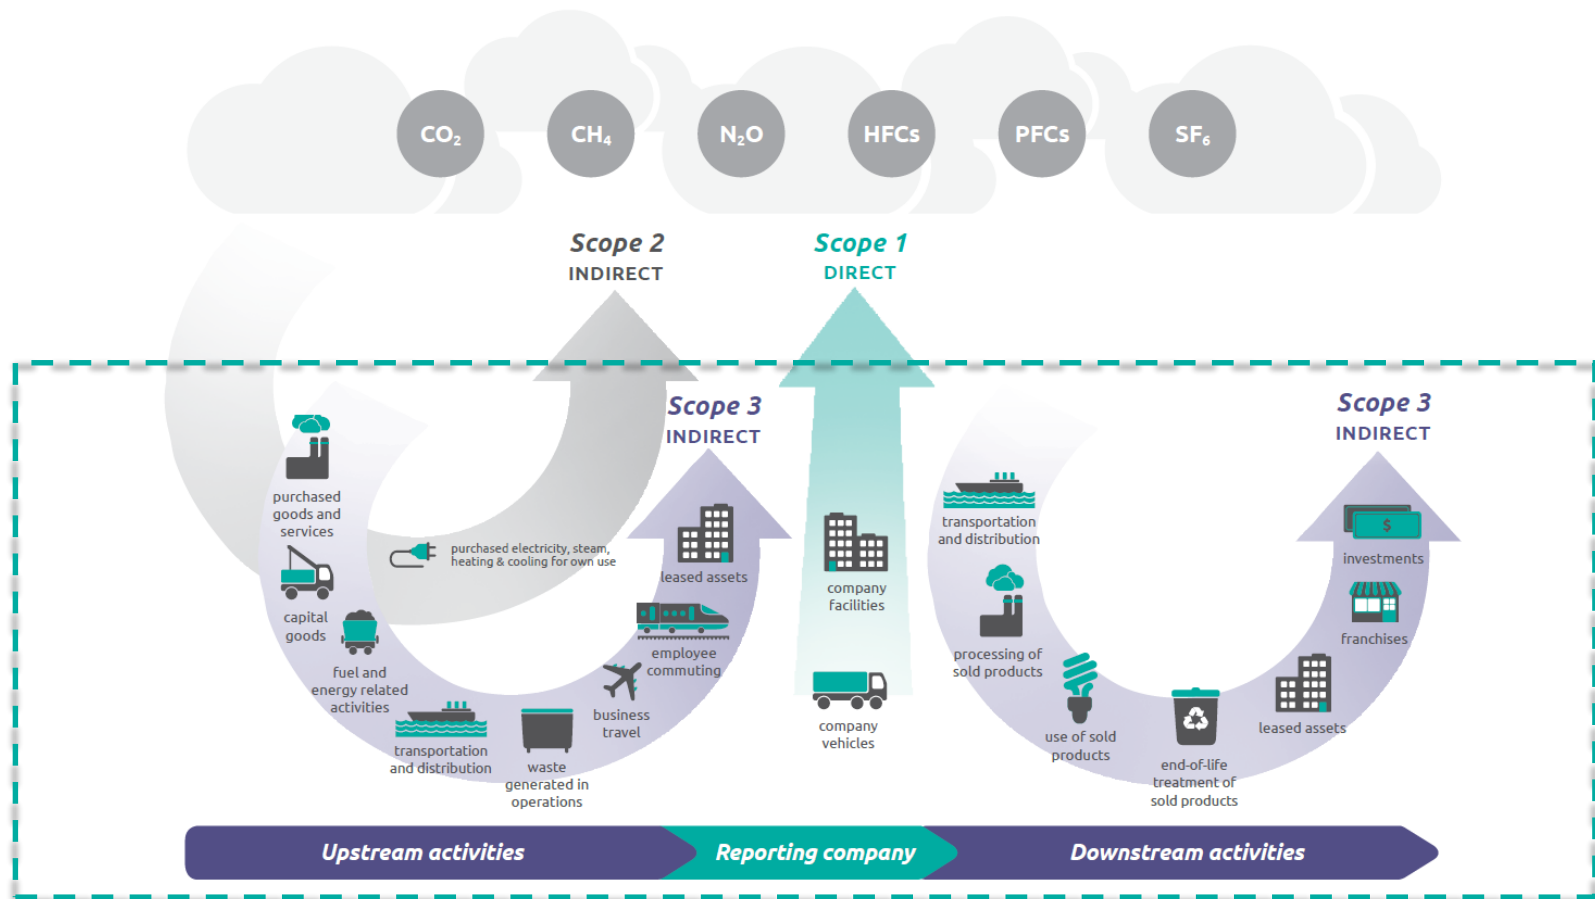 CO₂
CH₄
N₂O
HFCs
PFCs
SF₆
Scope 2
INDIRECT
Scope 1
DIRECT
Scope 3
INDIRECT
Scope 3
INDIRECT
purchased
goods and
services
capital
goods
fuel and
energy related
activities
transportation
and distribution
waste
generated in
operations
business
travel
employee
commuting
leased assets
purchased electricity, steam,
heating & cooling for own use
company
facilities
company
vehicles
transportation
and distribution
processing of
sold products
use of sold
products
end-of-life
treatment of
sold products
leased assets
franchises
$
investments
Upstream activities
Reporting company
Downstream activities